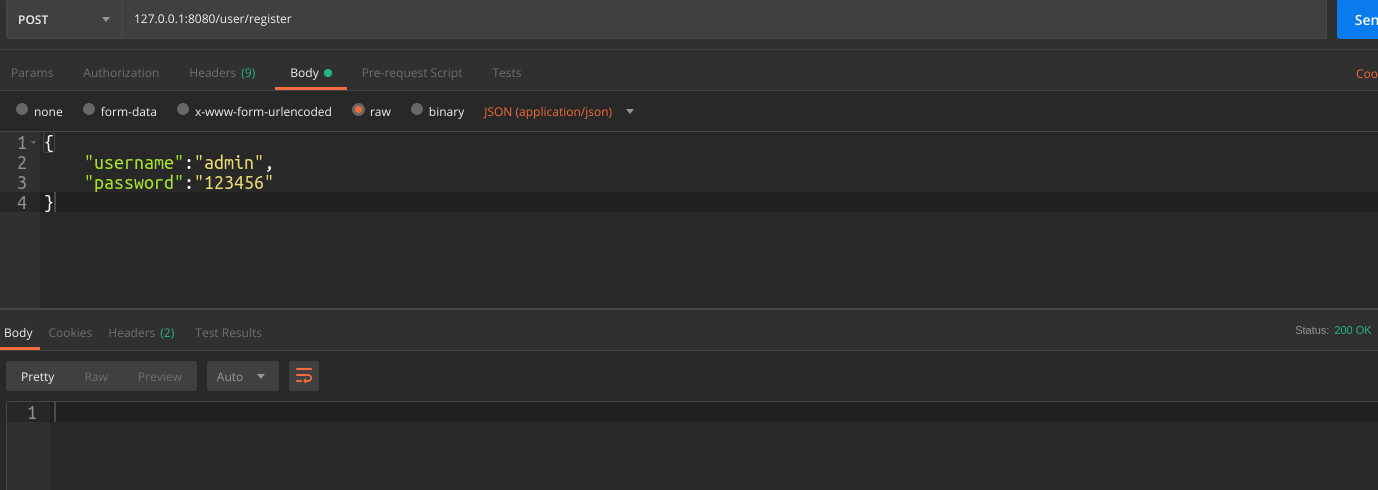 POST 127.0.0.1:8080/user/register Sen
Params Authorization Headers (9) Body Pre-request Script Tests Coo
none form-data x-www-form-urlencoded raw binary JSON (application/json)
1 {
2 "username":"admin",
3 "password":"123456"
4 }
Body Cookies Headers (2) Test Results Status: 200 OK
Pretty Raw Preview Auto
1